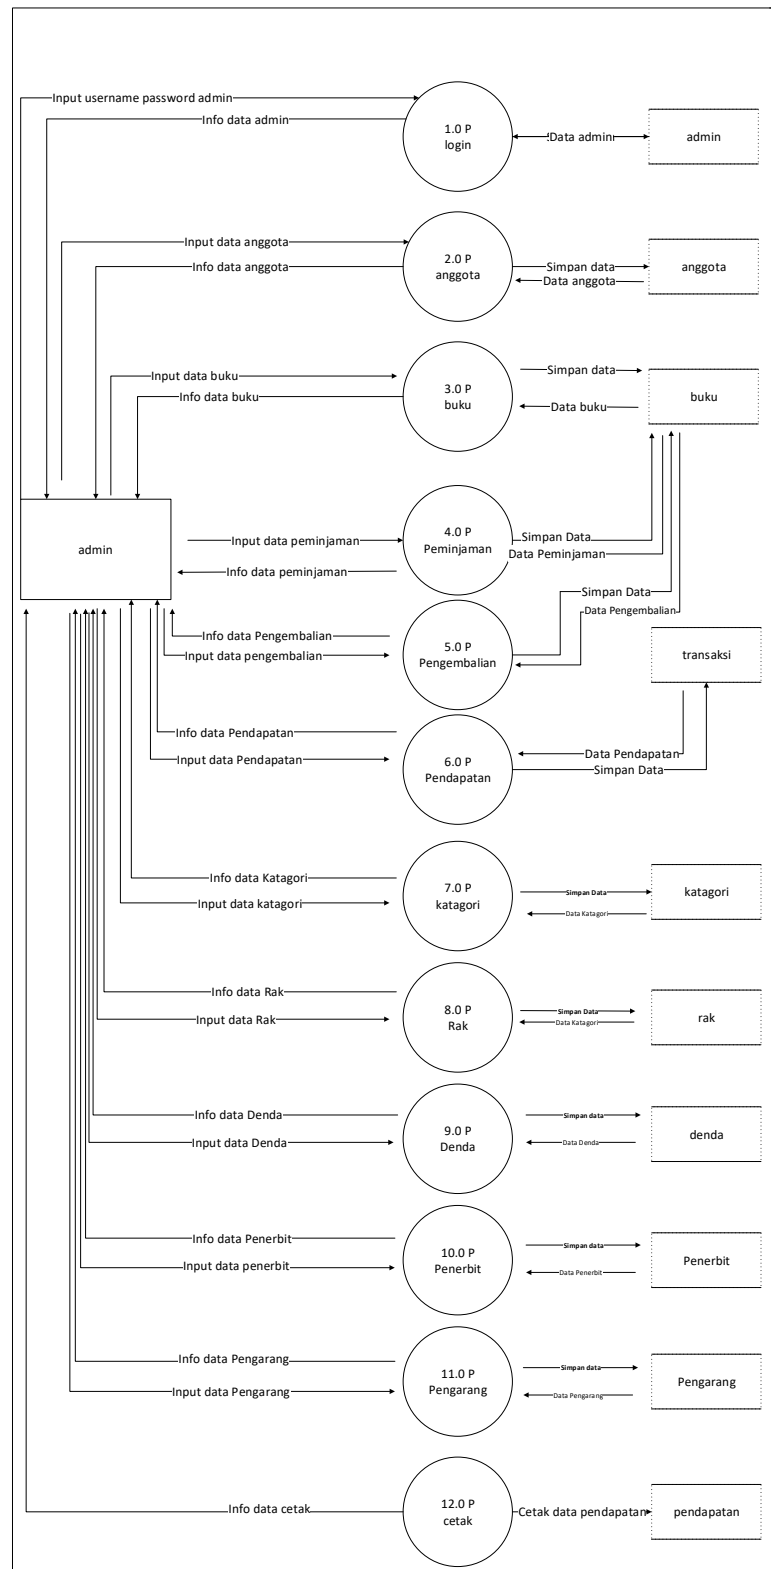 Input username password admin
Info data admin
1.0 P
login
Data admin
admin
Input data anggota
Info data anggota
2.0 P
anggota
Simpan data
Data anggota
anggota
Input data buku
Info data buku
3.0 P
buku
Simpan data
Data buku
buku
admin
Input data peminjaman
Info data peminjaman
4.0 P
Peminjaman
Simpan Data
Data Peminjaman
Info data Pengembalian
Input data pengembalian
5.0 P
Pengembalian
Simpan Data
Data Pengembalian
transaksi
Info data Pendapatan
Input data Pendapatan
6.0 P
Pendapatan
Data Pendapatan
Simpan Data
Info data Katagori
Input data katagori
7.0 P
katagori
Simpan Data
Data Katagori
katagori
Info data Rak
Input data Rak
8.0 P
Rak
Simpan Data
Data Katagori
rak
Info data Denda
Input data Denda
9.0 P
Denda
Simpan data
Data Denda
denda
Info data Penerbit
Input data penerbit
10.0 P
Penerbit
Simpan data
Data Penerbit
Penerbit
Info data Pengarang
Input data Pengarang
11.0 P
Pengarang
Simpan data
Data Pengarang
Pengarang
Info data cetak
12.0 P
cetak
Cetak data pendapatan
pendapatan